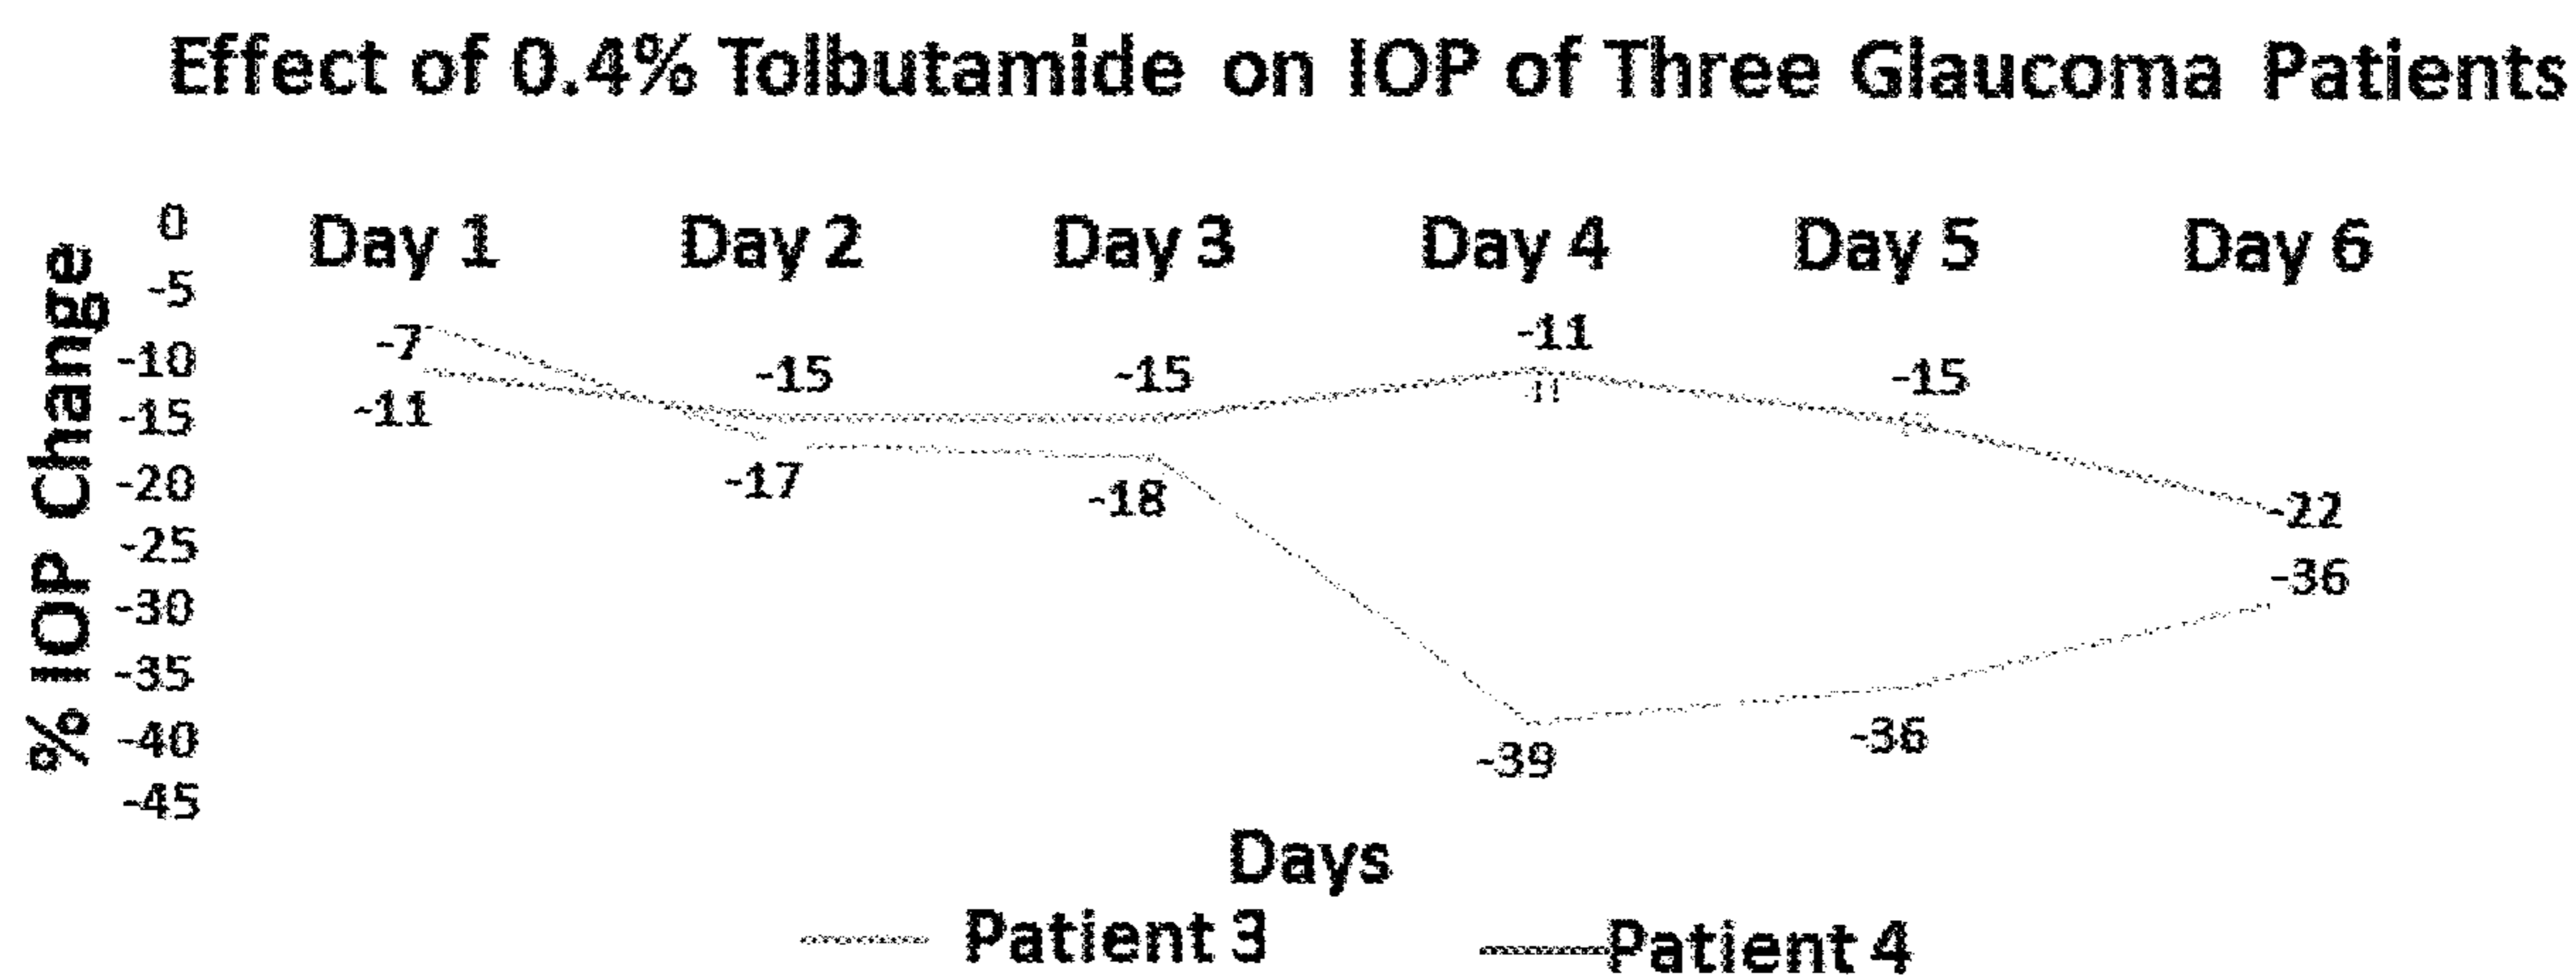 Effect of 0.4% Tolbutamide on IOP of Three Glaucoma Patients
% IOP Change
0
-5
-10
-15
-20
-25
-30
-35
-40
-45
Day 1 Day 2 Day 3 Day 4 Day 5 Day 6
-7 -15 -15 -11 -15 -22
-11 -17 -18 -39 -36 -36
Days
Patient 3 Patient 4